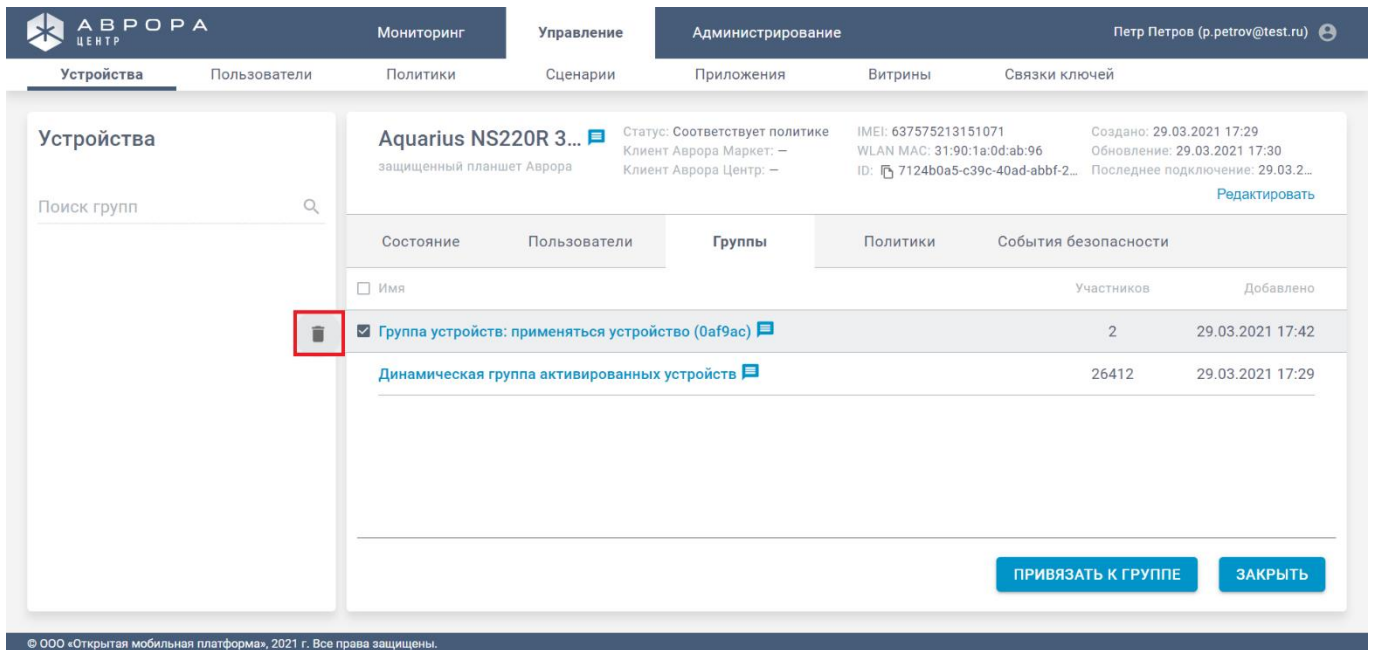 АВРОРА
ЦЕНТР
Мониторинг
Управление
Администрирование
Петр Петров (p.petrov@test.ru)
Устройства
Пользователи
Политики
Сценарии
Приложения
Витрины
Связки ключей
Устройства
Поиск групп
Aquarius NS220R 3...
защищенный планшет Аврора
Статус: Соответствует политике
Клиент Аврора Маркет: —
Клиент Аврора Центр: —
IMEI: 637575213151071
WLAN MAC: 31:90:1a:0d:ab:96
ID: 7124b0a5-c39c-40ad-abbf-2...
Создано: 29.03.2021 17:29
Обновление: 29.03.2021 17:30
Последнее подключение: 29.03.2...
Редактировать
Состояние
Пользователи
Группы
Политики
События безопасности
Имя
Участников
Добавлено
Группа устройств: применяться устройство (0af9ac)
2
29.03.2021 17:42
Динамическая группа активированных устройств
26412
29.03.2021 17:29
ПРИВЯЗАТЬ К ГРУППЕ
ЗАКРЫТЬ
© ООО «Открытая мобильная платформа», 2021 г. Все права защищены.